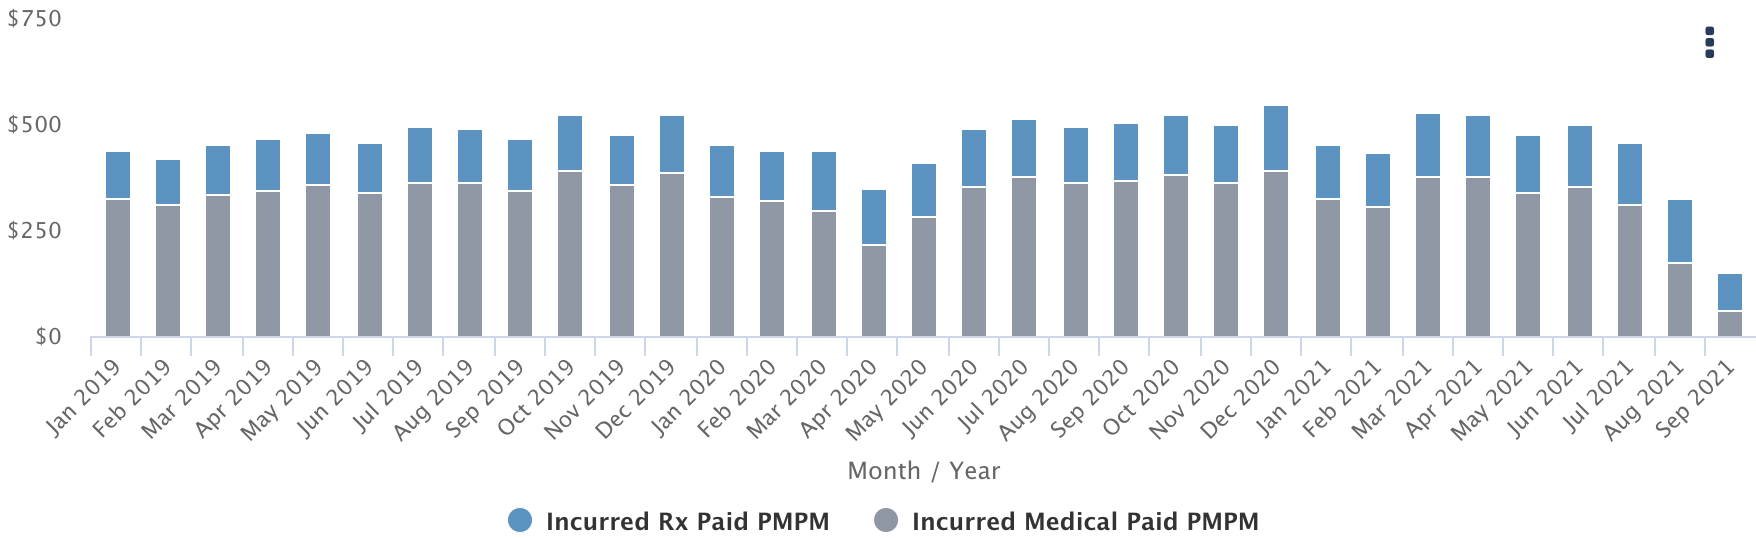 $750
$500
$250
$0
Jan 2019
Feb 2019
Mar 2019
Apr 2019
May 2019
Jun 2019
Jul 2019
Aug 2019
Sep 2019
Oct 2019
Nov 2019
Dec 2019
Jan 2020
Feb 2020
Mar 2020
Apr 2020
May 2020
Jun 2020
Jul 2020
Aug 2020
Sep 2020
Oct 2020
Nov 2020
Dec 2020
Jan 2021
Feb 2021
Mar 2021
Apr 2021
May 2021
Jun 2021
Jul 2021
Aug 2021
Sep 2021
Month / Year
Incurred Rx Paid PMPM
Incurred Medical Paid PMPM